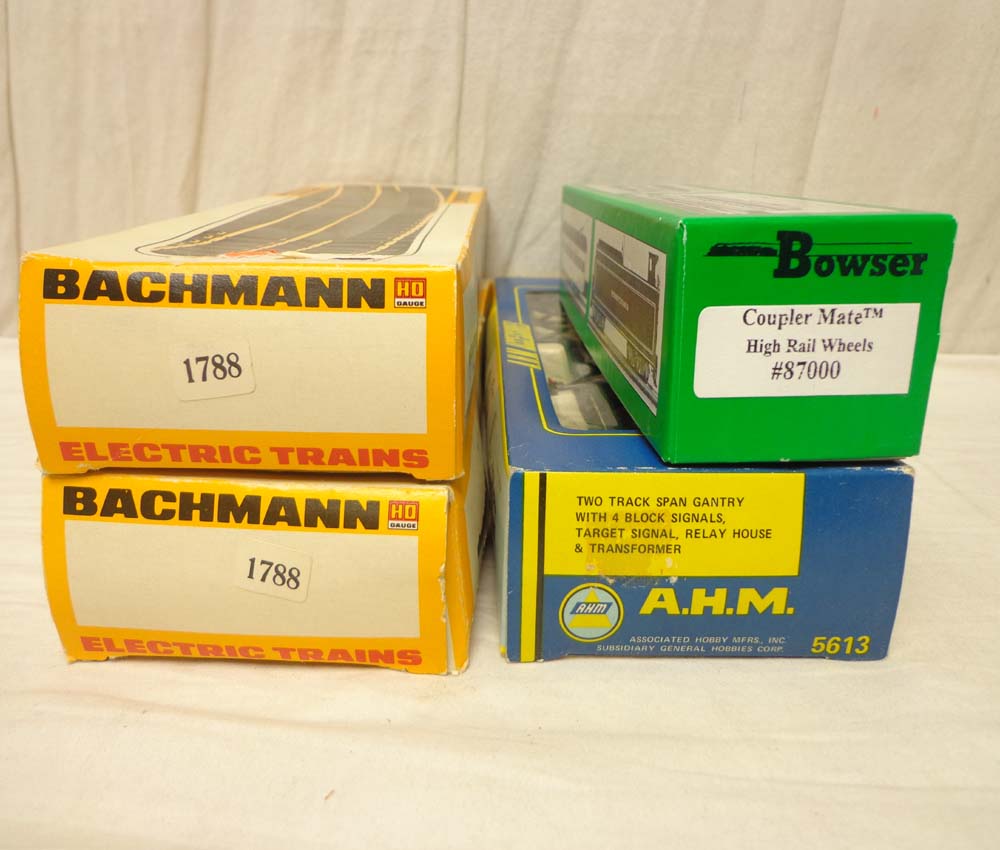 BACHMANN
HO
GAUGE
1788
ELECTRIC TRAINS
BACHMANN
HO
GAUGE
1788
ELECTRIC TRAINS
Bowser
Coupler Mate™
High Rail Wheels
#87000
TWO TRACK SPAN GANTRY
WITH 4 BLOCK SIGNALS,
TARGET SIGNAL, RELAY HOUSE
& TRANSFORMER
AHM
A.H.M.
ASSOCIATED HOBBY MFRS., INC.
SUBSIDIARY GENERAL HOBBIES CORP.
5613